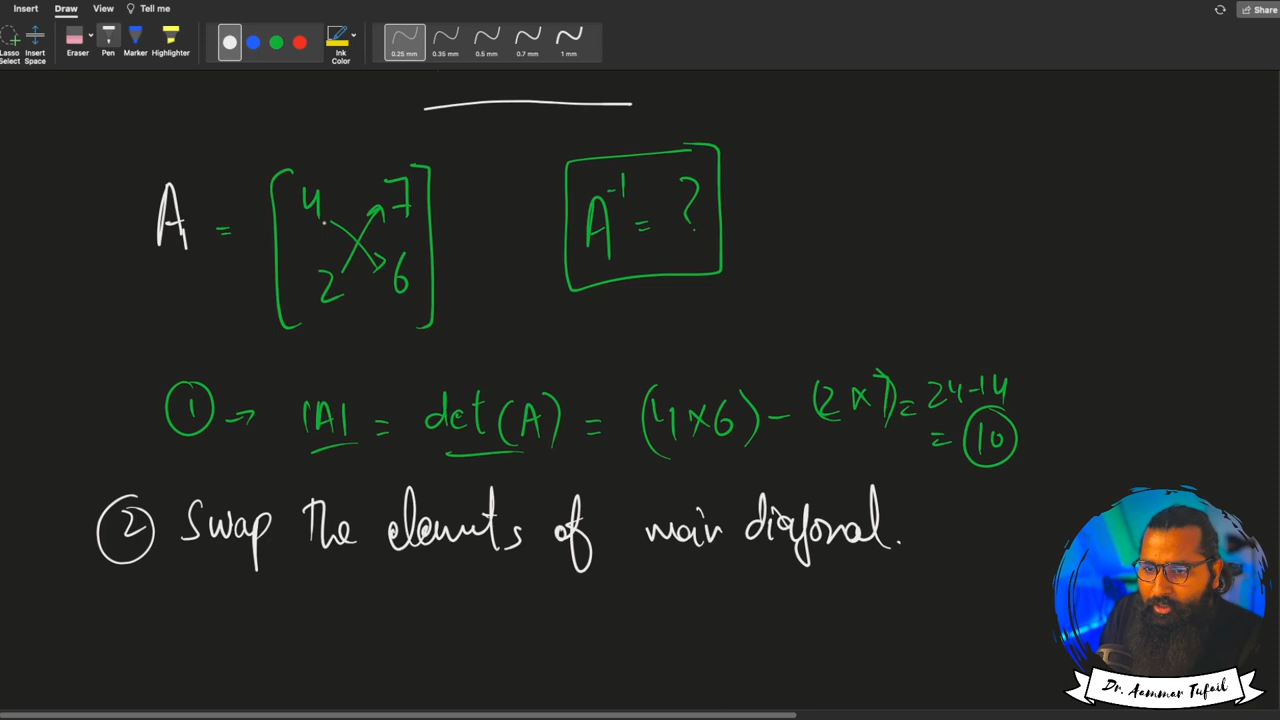 Insert Draw View Tell me Share
Lasso Select Insert Space Eraser Pen Marker Highlighter Ink Color 0.25 mm 0.35 mm 0.5 mm 0.7 mm 1 mm
A = [ 4 7
2 6 ]
A⁻¹ = ?
① → |A| = det(A) = (4×6) - (2×7) = 24-14
= 10
② Swap the elements of main diagonal.
Dr. Aammar Tufail